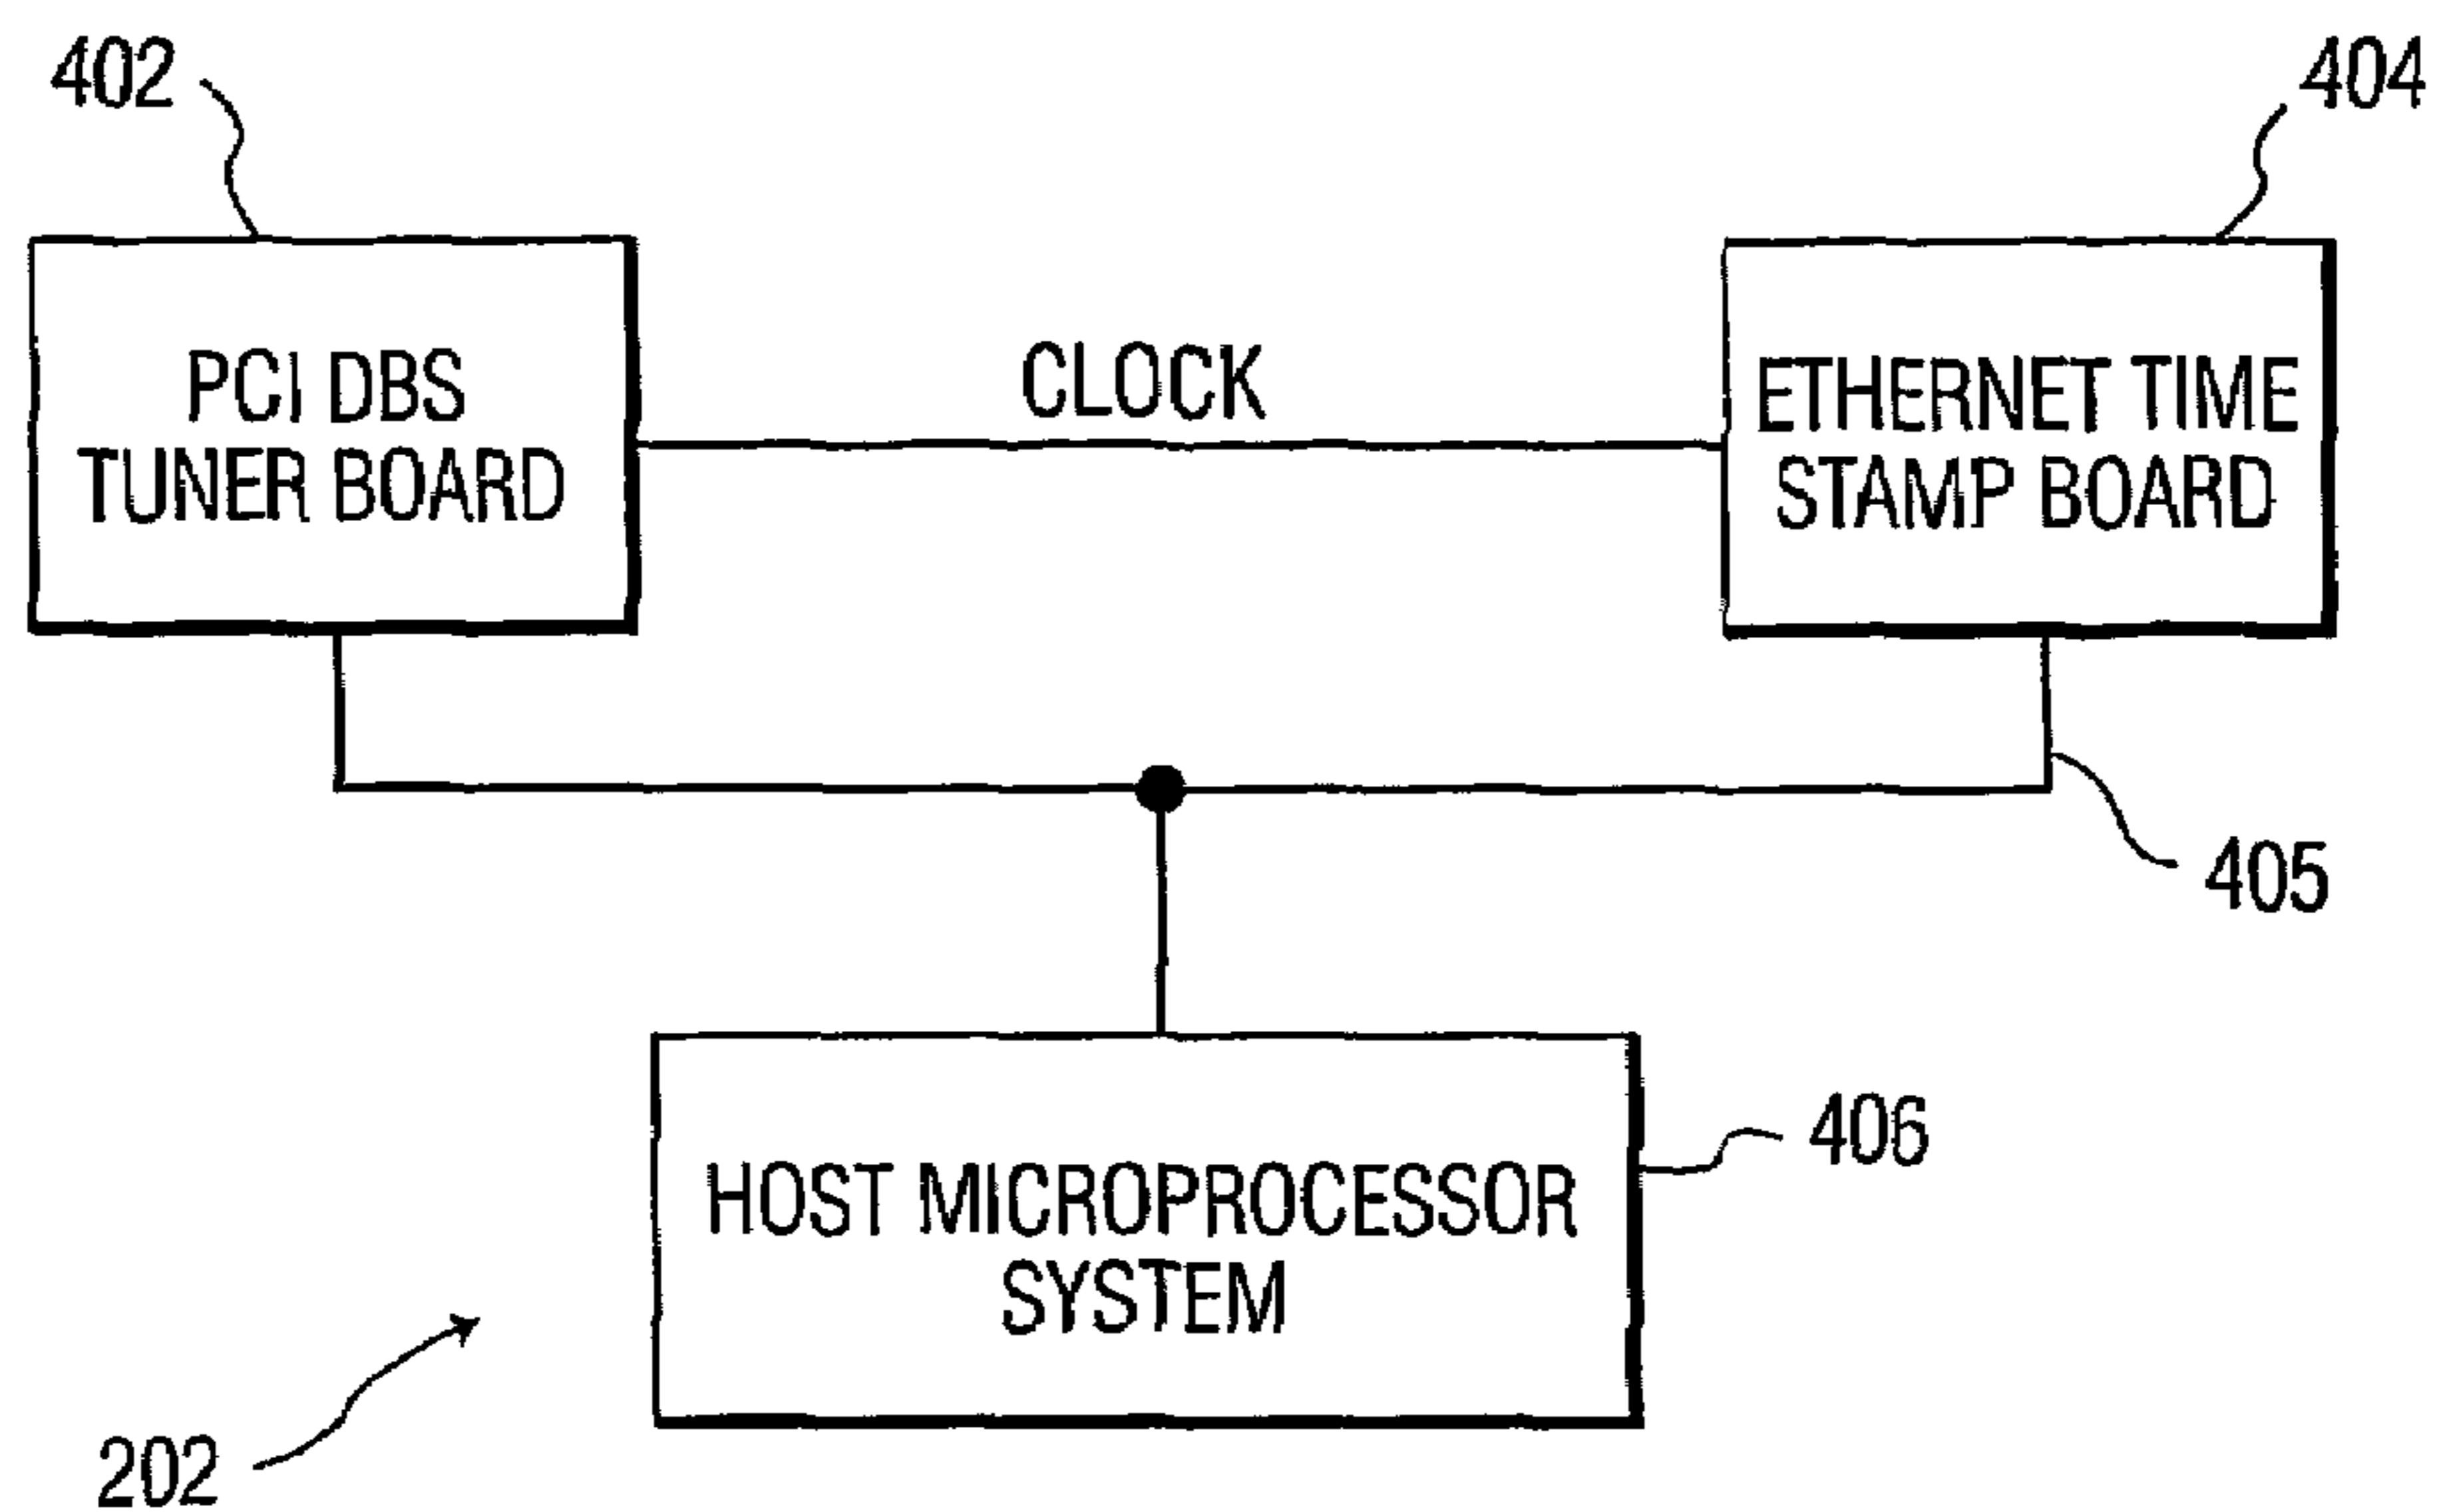 402
404
PCI DBS
TUNER BOARD
CLOCK
ETHERNET TIME
STAMP BOARD
405
406
HOST MICROPROCESSOR
SYSTEM
202